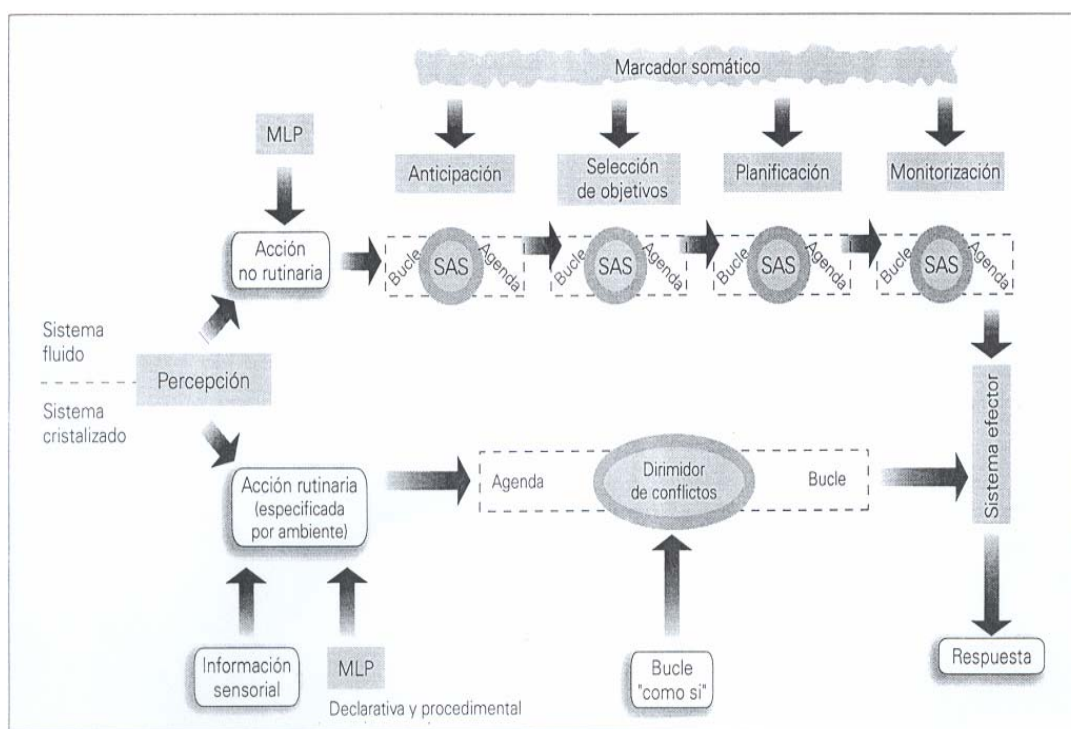 Marcador somático
MLP
Anticipación
Selección
de objetivos
Planificación
Monitorización
Acción
no rutinaria
Bucle
SAS
Agenda
Bucle
SAS
Agenda
Bucle
SAS
Agenda
Bucle
SAS
Agenda
Sistema
fluido
Percepción
Sistema
cristalizado
Acción rutinaria
(especificada
por ambiente)
Agenda
Dirimidor
de conflictos
Bucle
Sistema efector
Información
sensorial
MLP
Declarativa y procedimental
Bucle
"como si"
Respuesta